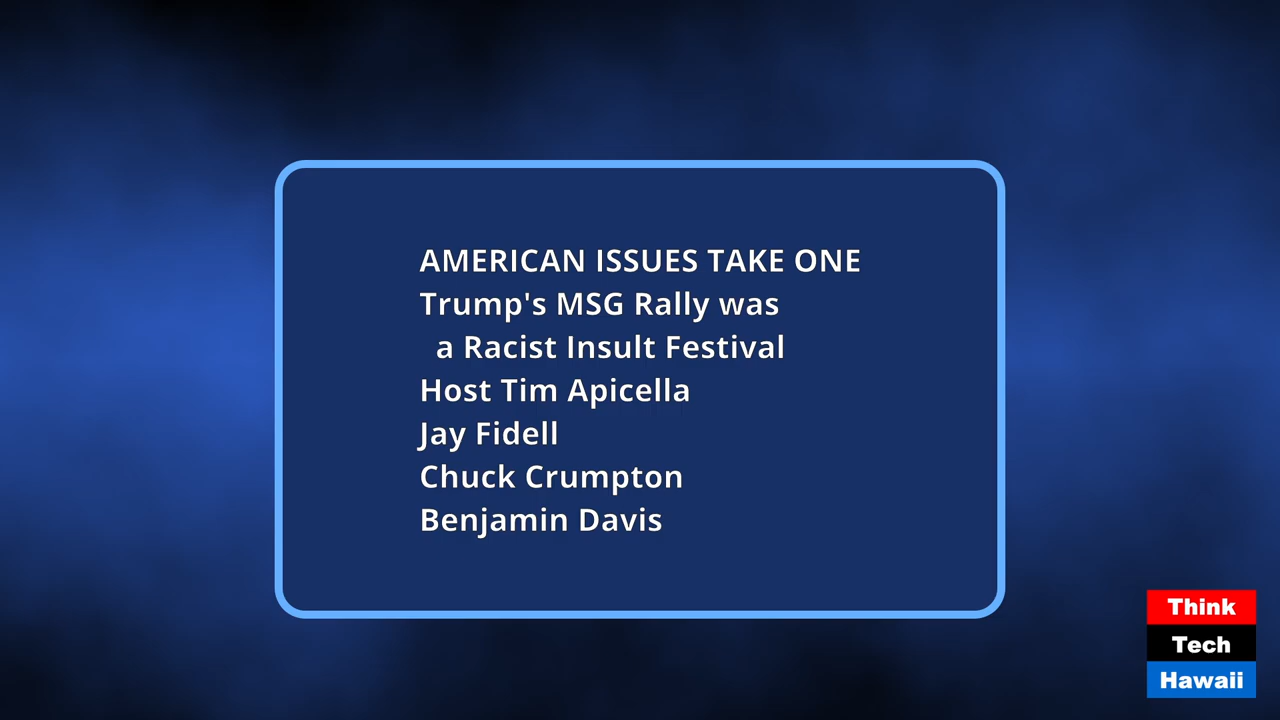 AMERICAN ISSUES TAKE ONE
Trump's MSG Rally was
a Racist Insult Festival
Host Tim Apicella
Jay Fidell
Chuck Crumpton
Benjamin Davis
Think
Tech
Hawaii